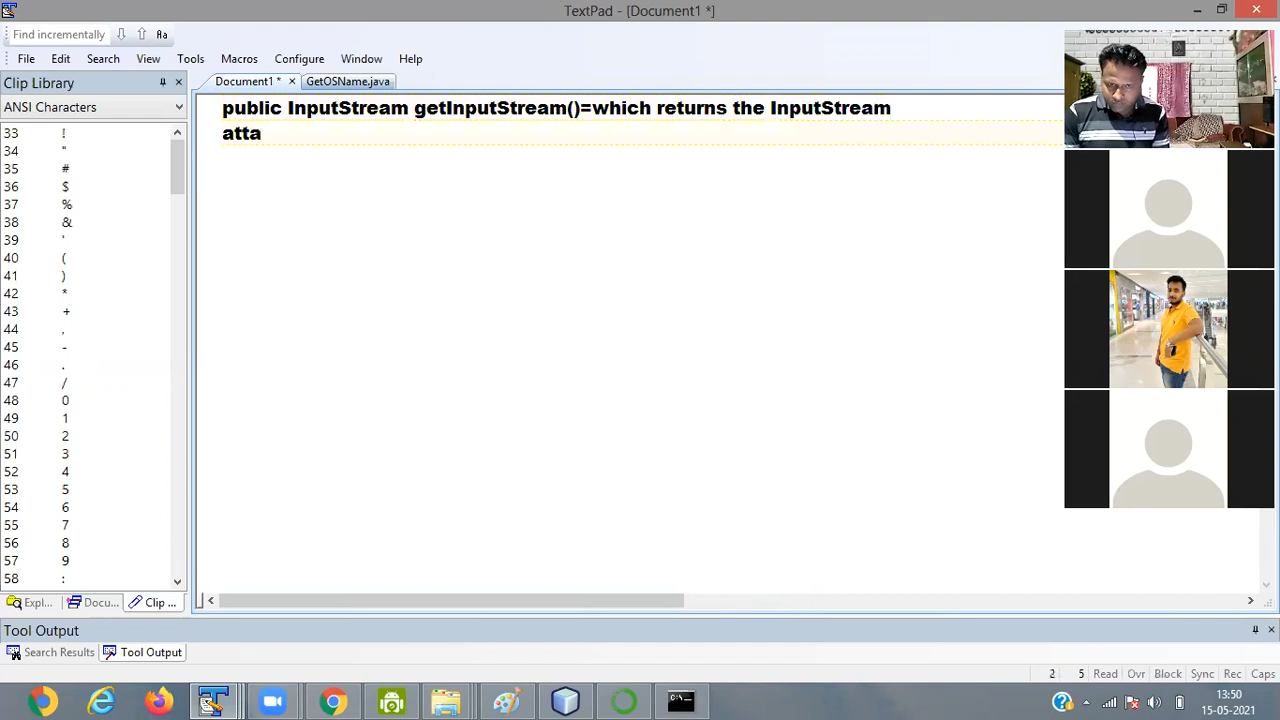 TextPad - [Document1 *]
Find incrementally
Aa
File Edit Search View Tools Macros Configure Window Help
Clip Library
Document1 *
GetOSName.java
ANSI Characters
public InputStream getInputStream()=which returns the InputStream
atta
33 !
34 "
35 #
36 $
37 %
38 &
39 '
40 (
41 )
42 *
43 +
44 ,
45 -
46 .
47 /
48 0
49 1
50 2
51 3
52 4
53 5
54 6
55 7
56 8
57 9
58 :
Expl...
Docu...
Clip ...
Tool Output
Search Results
Tool Output
2 5 Read Ovr Block Sync Rec Caps
13:50
15-05-2021